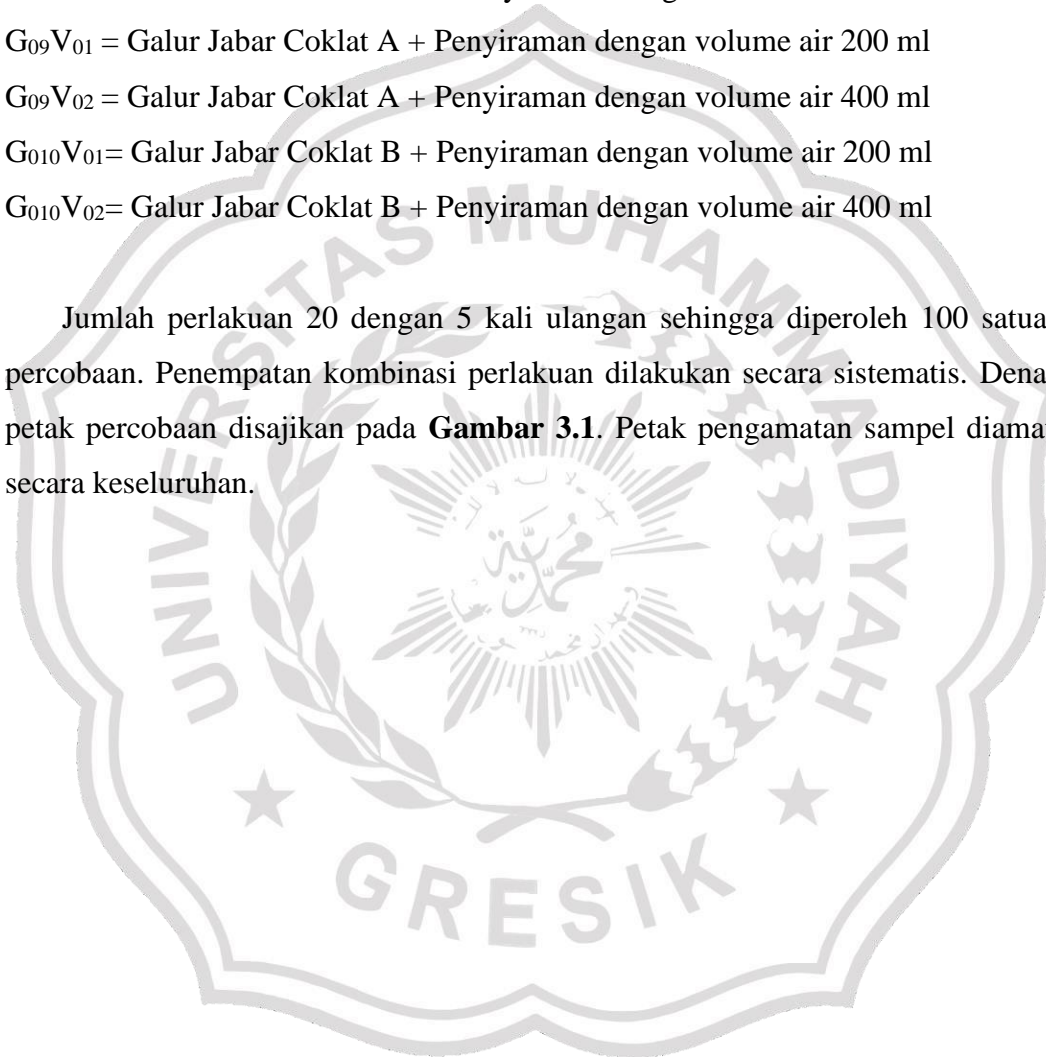 G₀₉V₀₁ = Galur Jabar Coklat A + Penyiraman dengan volume air 200 ml
G₀₉V₀₂ = Galur Jabar Coklat A + Penyiraman dengan volume air 400 ml
G₀₁₀V₀₁= Galur Jabar Coklat B + Penyiraman dengan volume air 200 ml
G₀₁₀V₀₂= Galur Jabar Coklat B + Penyiraman dengan volume air 400 ml
Jumlah perlakuan 20 dengan 5 kali ulangan sehingga diperoleh 100 satua
percobaan. Penempatan kombinasi perlakuan dilakukan secara sistematis. Dena
petak percobaan disajikan pada Gambar 3.1. Petak pengamatan sampel diama
secara keseluruhan.
UNIVERSITAS MUHAMMADIYAH
GRESIK